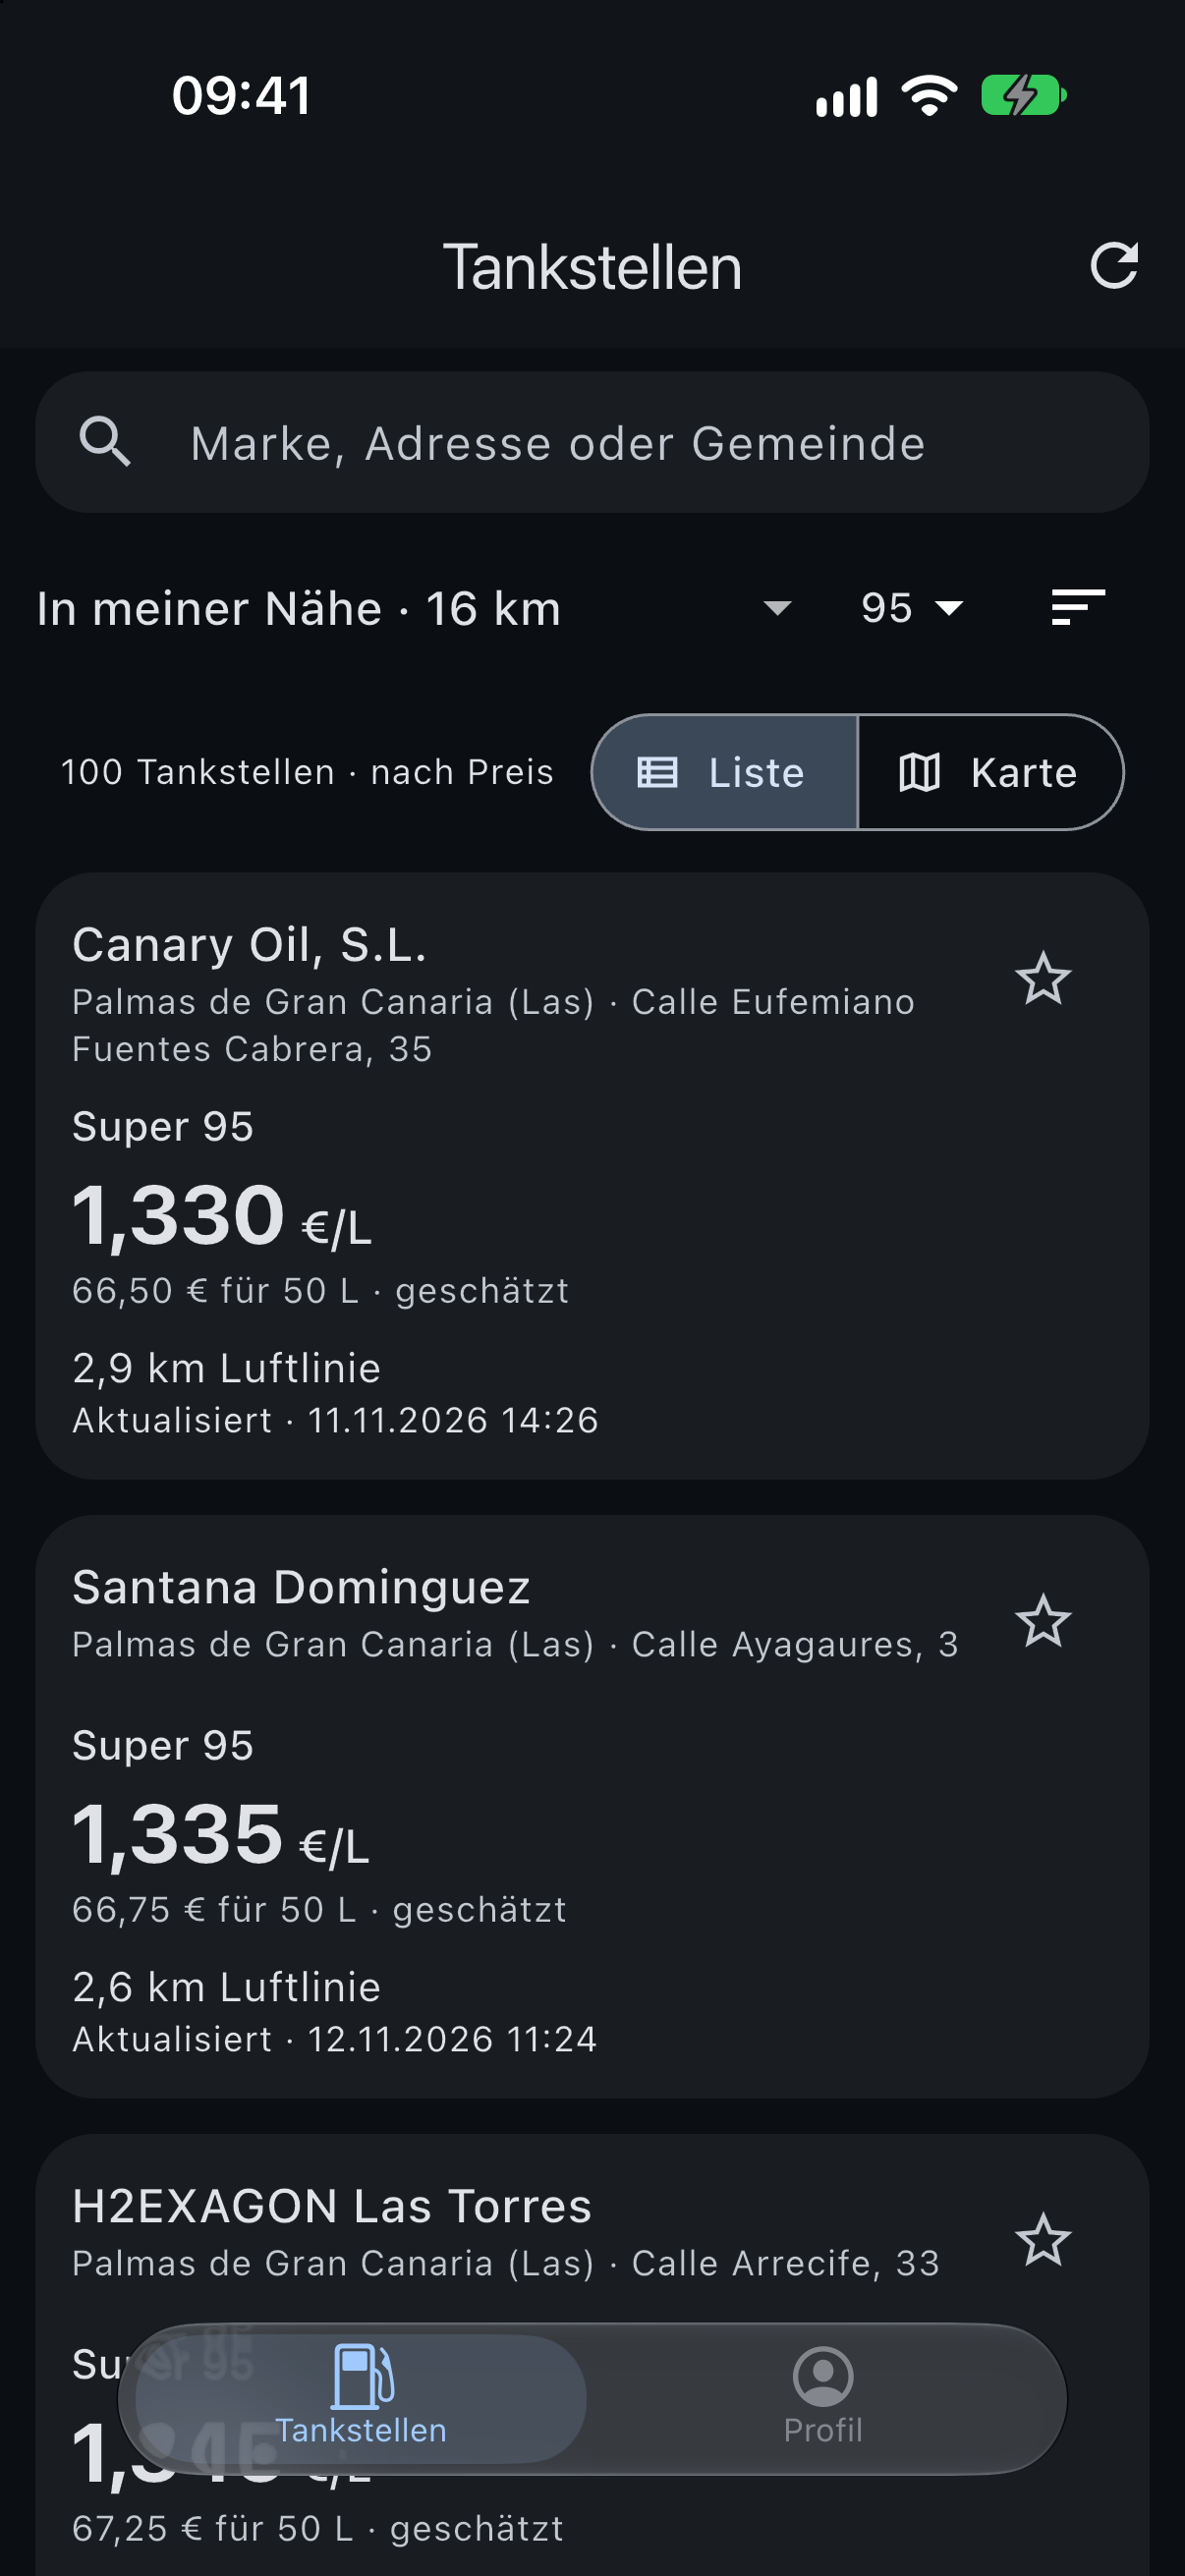 09:41
Tankstellen
Marke, Adresse oder Gemeinde
In meiner Nähe · 16 km
95
100 Tankstellen · nach Preis
Liste
Karte
Canary Oil, S.L.
Palmas de Gran Canaria (Las) · Calle Eufemiano
Fuentes Cabrera, 35
Super 95
1,330 €/L
66,50 € für 50 L · geschätzt
2,9 km Luftlinie
Aktualisiert · 11.11.2026 14:26
Santana Dominguez
Palmas de Gran Canaria (Las) · Calle Ayagaures, 3
Super 95
1,335 €/L
66,75 € für 50 L · geschätzt
2,6 km Luftlinie
Aktualisiert · 12.11.2026 11:24
H2EXAGON Las Torres
Palmas de Gran Canaria (Las) · Calle Arrecife, 33
Super 95
1,345 €/L
Tankstellen
Profil
67,25 € für 50 L · geschätzt